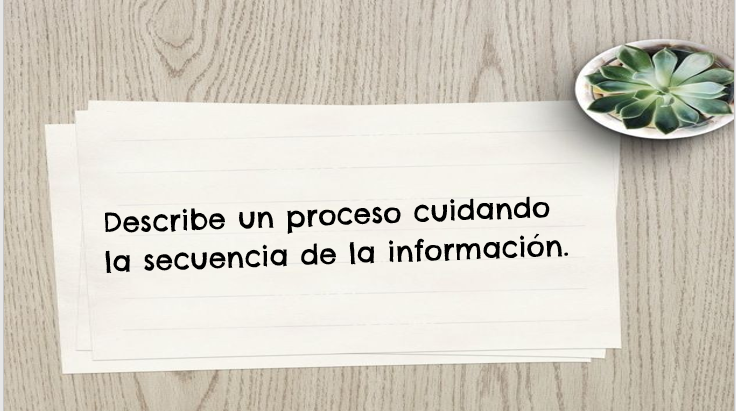 Describe un proceso cuidando
la secuencia de la información.